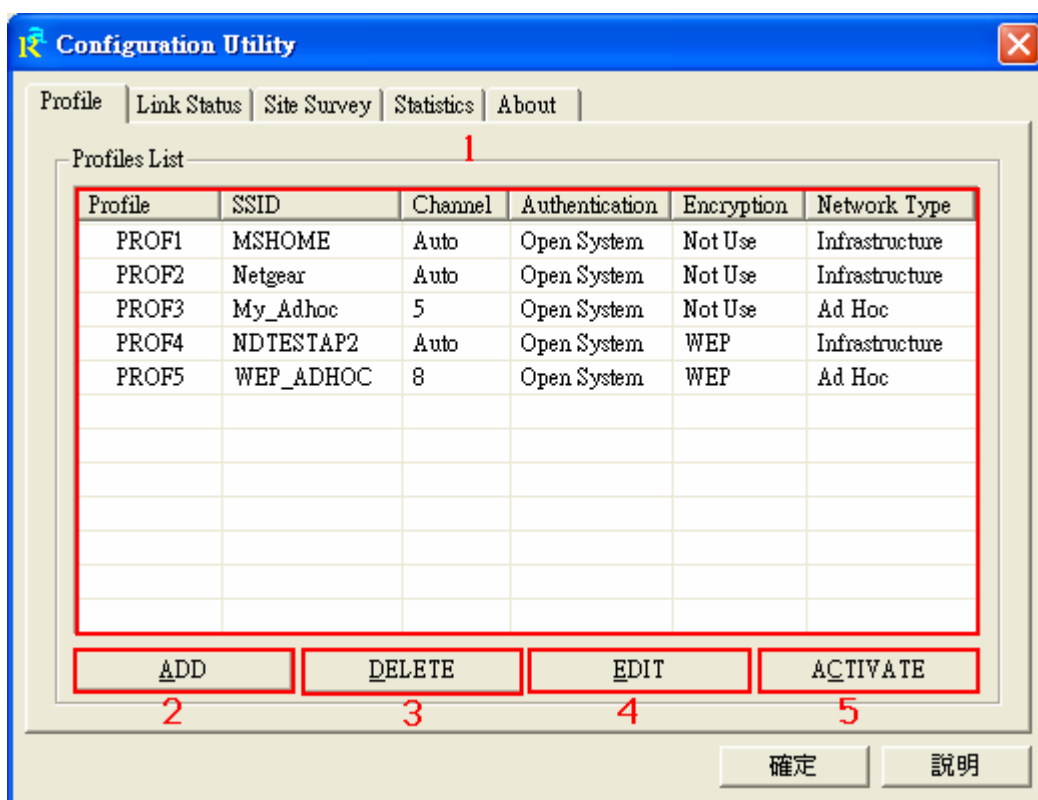 Configuration Utility
Profile Link Status Site Survey Statistics About
1
Profiles List
Profile SSID Channel Authentication Encryption Network Type
PROF1 MSHOME Auto Open System Not Use Infrastructure
PROF2 Netgear Auto Open System Not Use Infrastructure
PROF3 My_Adhoc 5 Open System Not Use Ad Hoc
PROF4 NDTESTAP2 Auto Open System WEP Infrastructure
PROF5 WEP_ADHOC 8 Open System WEP Ad Hoc
ADD DELETE EDIT ACTIVATE
2 3 4 5
確定 說明